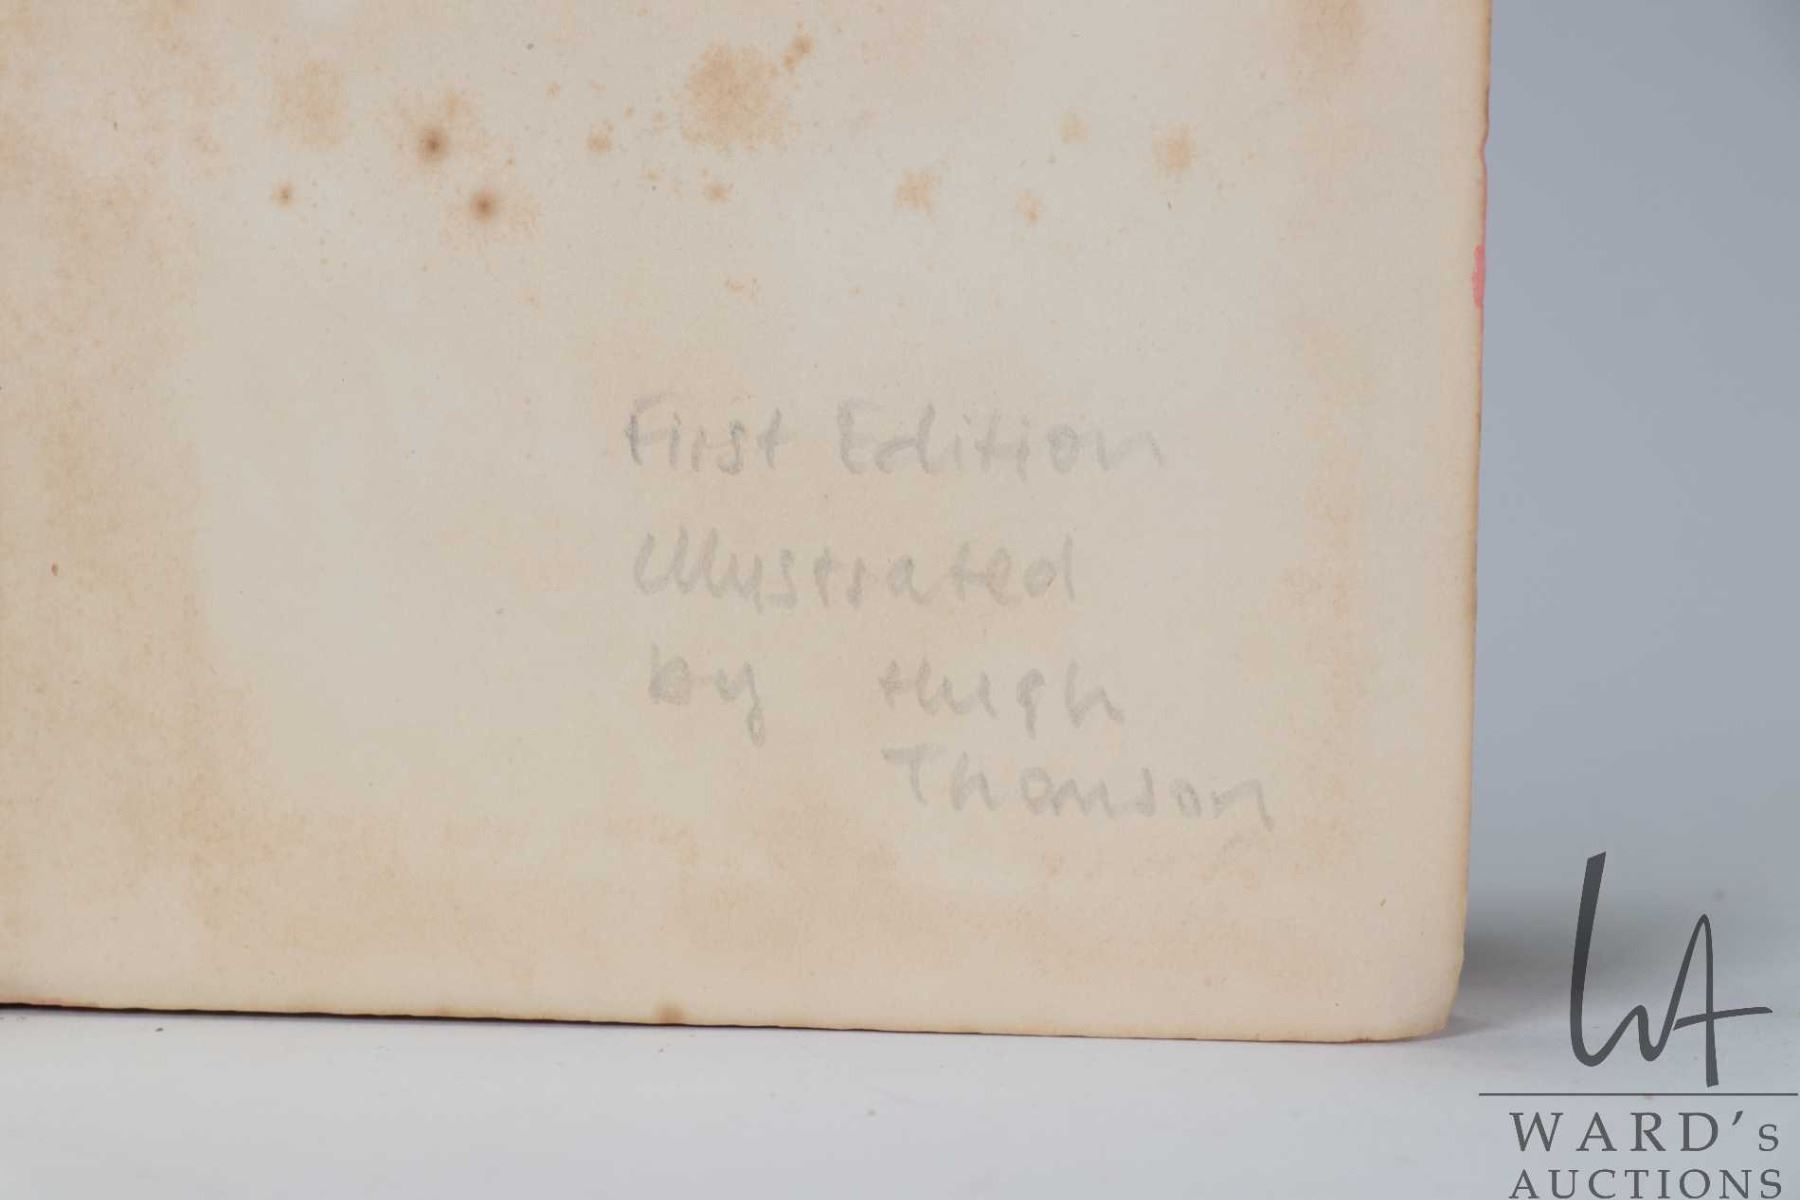 First Edition
Illustrated
by Hugh
Thomson
WARD's
AUCTIONS